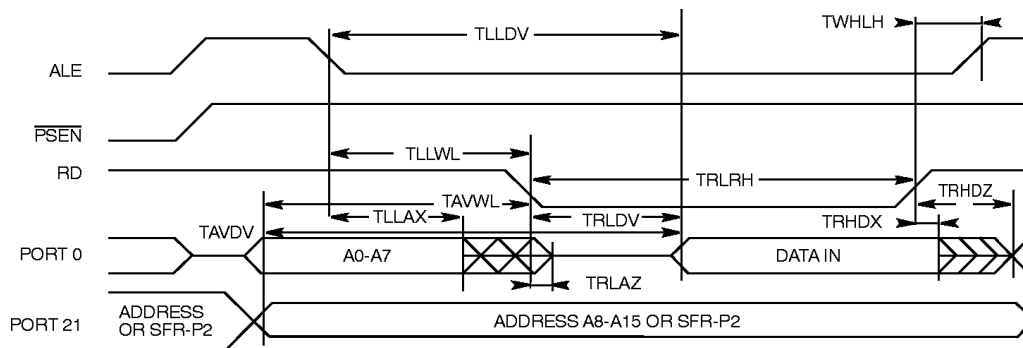 TWHLH
TLLDV
ALE
PSEN
TLLWL
RD
TRLRH
TAVWL
TRHDZ
TLLAX
TRLDV
TRHDX
TAVDV
PORT 0
A0-A7
DATA IN
TRLAZ
ADDRESS
OR SFR-P2
PORT 21
ADDRESS A8-A15 OR SFR-P2